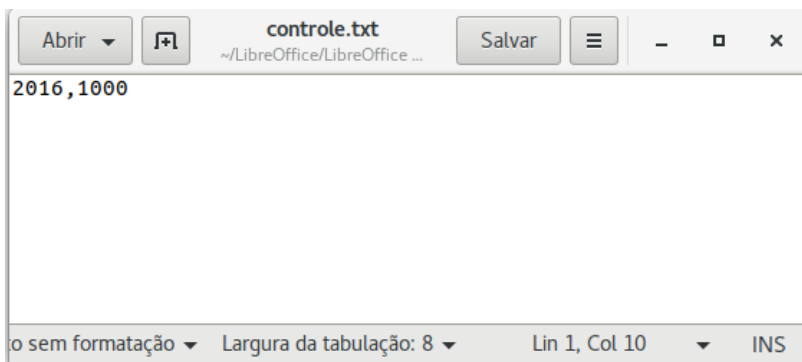 Abrir
controle.txt
~/LibreOffice/LibreOffice ...
Salvar
2016,1000
o sem formatação
Largura da tabulação: 8
Lin 1, Col 10
INS